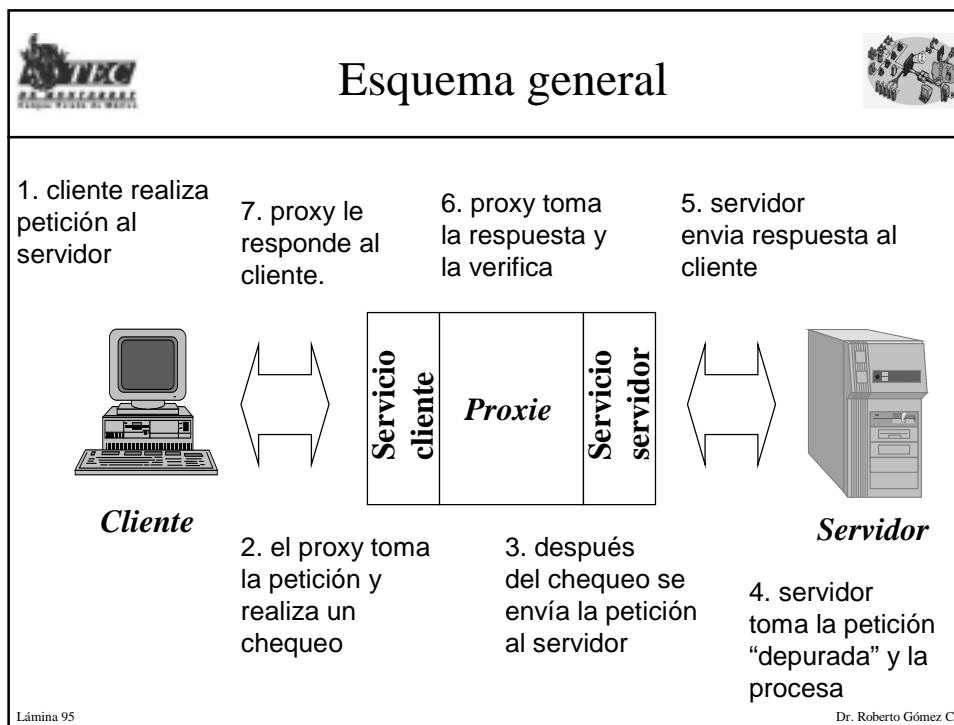 TEC
DE MONTERREY
Esquema general
1. cliente realiza
petición al
servidor
7. proxy le
responde al
cliente.
6. proxy toma
la respuesta y
la verifica
5. servidor
envia respuesta al
cliente
Servicio
cliente
Proxie
Servicio
servidor
Cliente
Servidor
2. el proxy toma
la petición y
realiza un
chequeo
3. después
del chequeo se
envía la petición
al servidor
4. servidor
toma la petición
“depurada” y la
procesa
Lámina 95
Dr. Roberto Gómez C